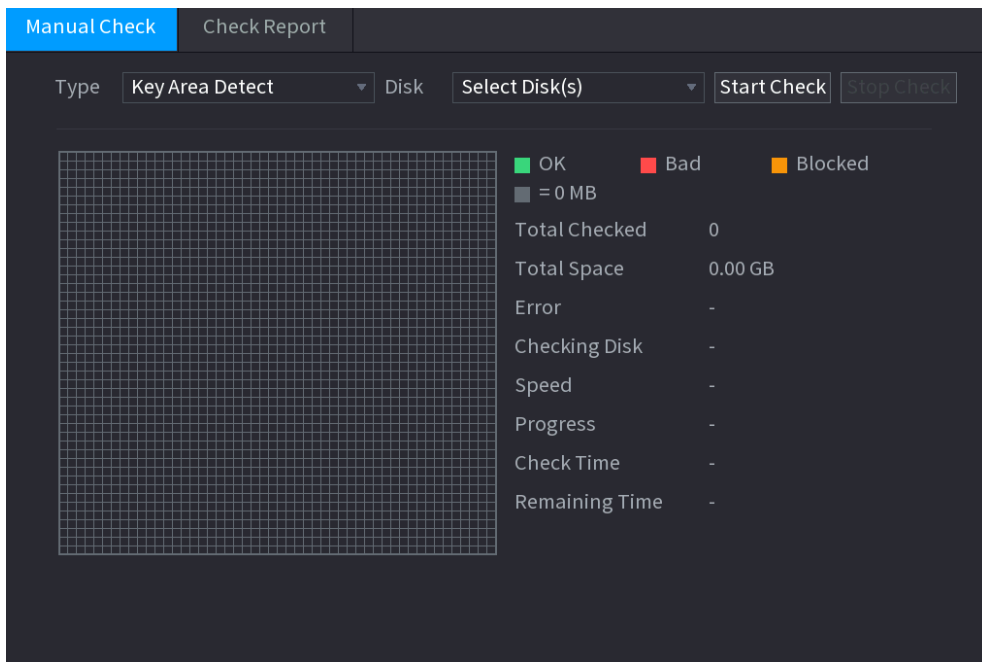 Manual Check Check Report
Type Key Area Detect Disk Select Disk(s) Start Check Stop Check
OK Bad Blocked
= 0 MB
Total Checked 0
Total Space 0.00 GB
Error -
Checking Disk -
Speed -
Progress -
Check Time -
Remaining Time -